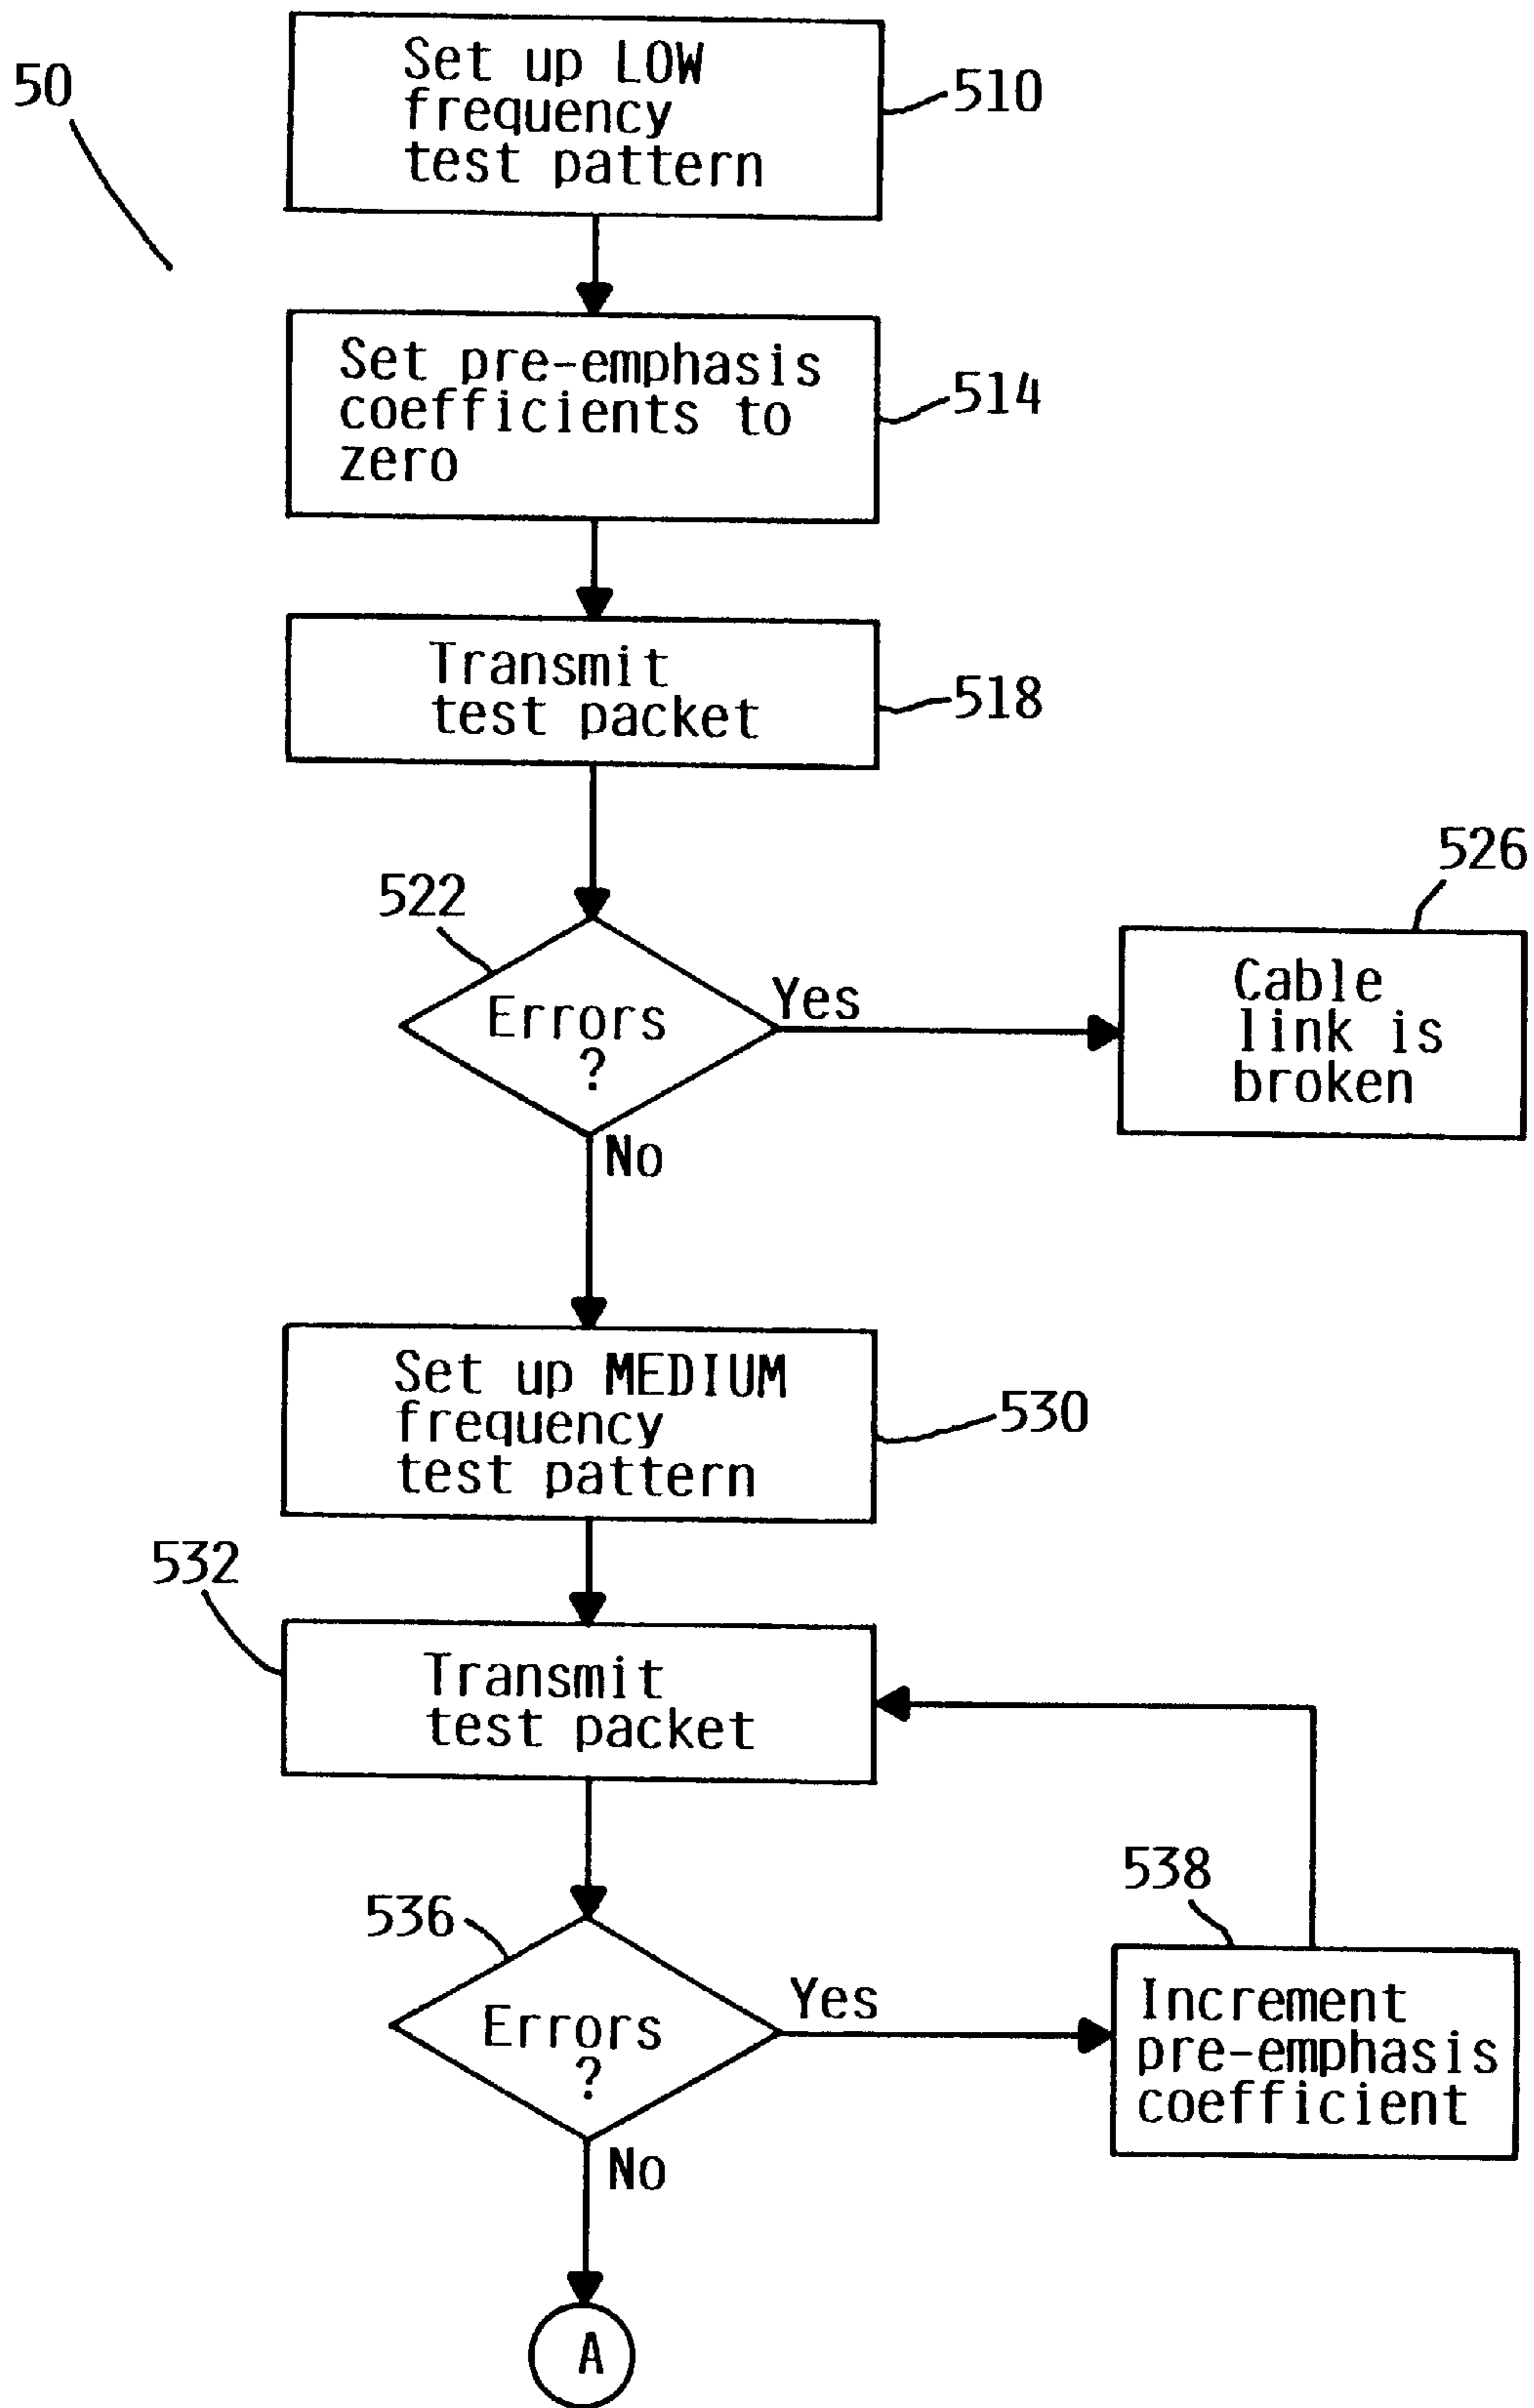 Set up LOW
frequency
test pattern
510
50
Set pre-emphasis
coefficients to
zero
514
Transmit
test packet
518
522
Errors
?
Yes
526
Cable
link is
broken
No
Set up MEDIUM
frequency
test pattern
530
532
Transmit
test packet
536
Errors
?
Yes
538
Increment
pre-emphasis
coefficient
No
A